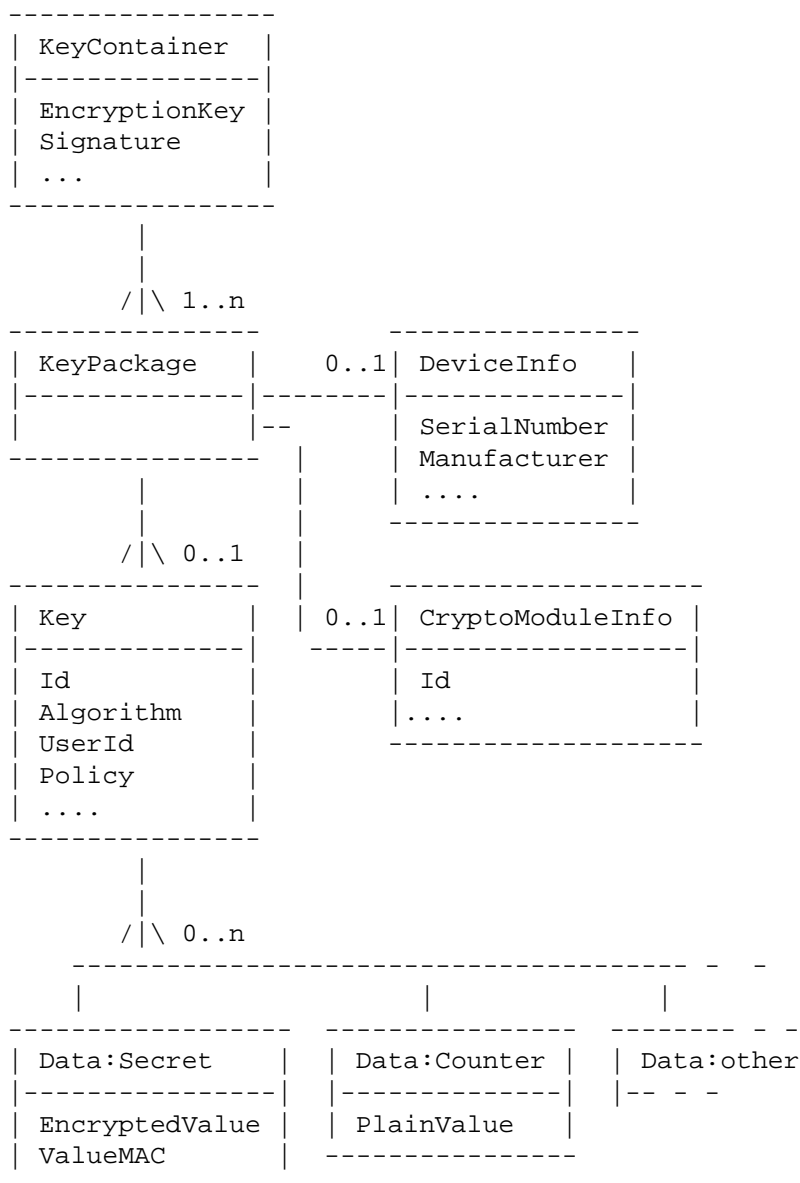 KeyContainer
EncryptionKey
Signature
...
1..n
KeyPackage 0..1 DeviceInfo
SerialNumber
Manufacturer
....
0..1
Key 0..1 CryptoModuleInfo
Id Id
Algorithm ....
UserId
Policy
....
0..n
Data:Secret Data:Counter Data:other
EncryptedValue PlainValue
ValueMAC